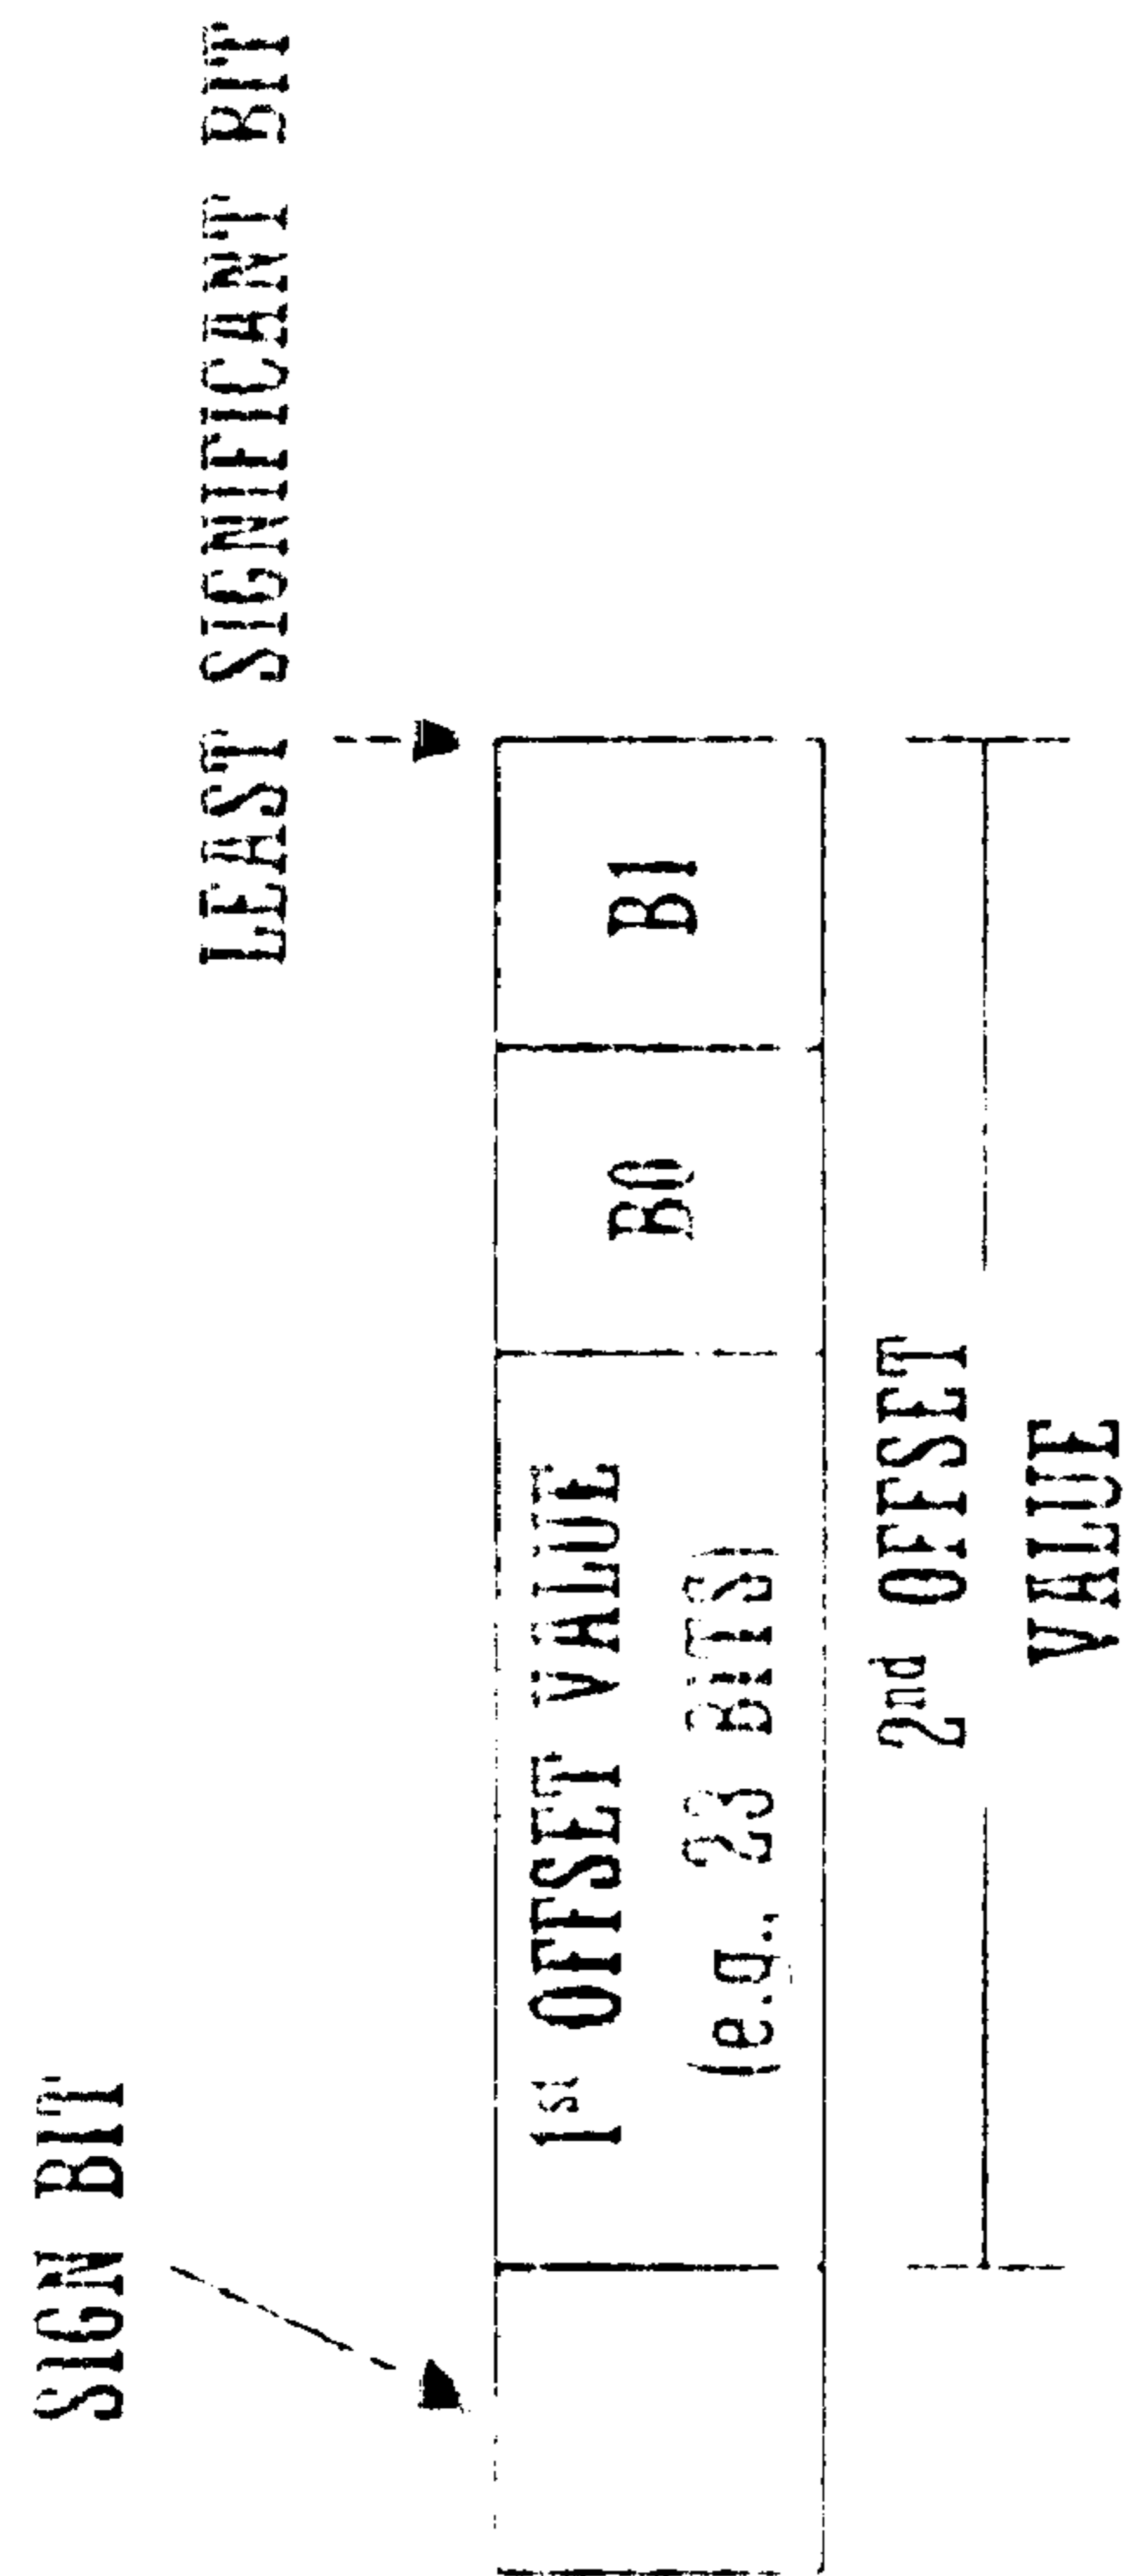 SIGN BIT
LEAST SIGNIFICANT BIT
1st OFFSET VALUE
(e.g., 23 BITS)
B0
B1
2nd OFFSET
VALUE